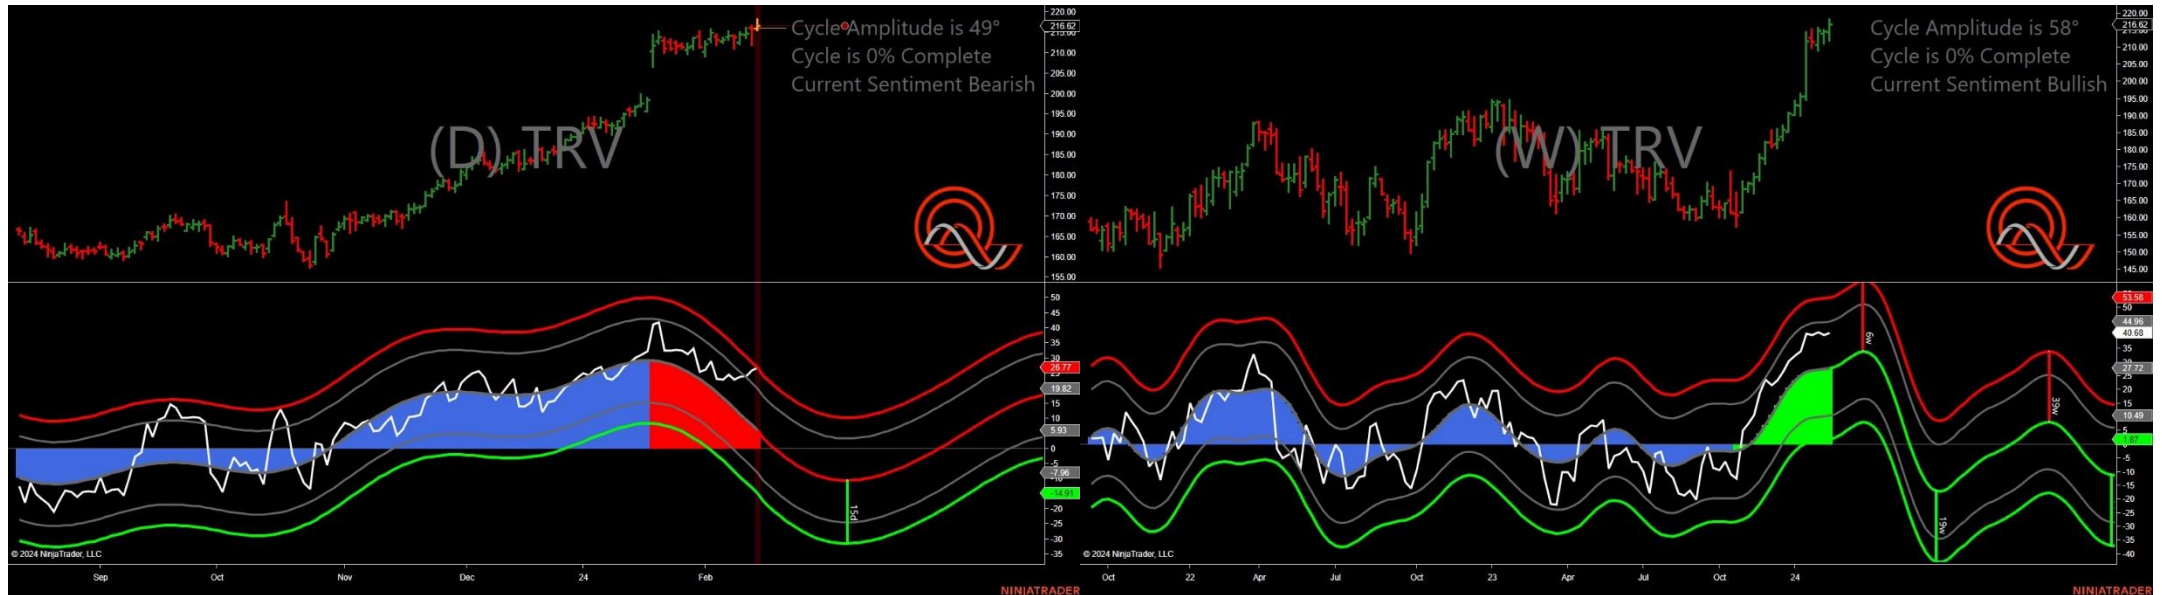 (D) TRV
Cycle Amplitude is 49°
Cycle is 0% Complete
Current Sentiment Bearish
220.00
216.62
210.00
205.00
200.00
195.00
190.00
185.00
180.00
175.00
170.00
165.00
160.00
155.00
50
45
40
35
30
26.77
19.82
15
10
5.93
0
-5
-7.96
-14.91
-20
-25
-30
-35
15d
© 2024 NinjaTrader, LLC
Sep
Oct
Nov
Dec
24
Feb
NINJATRADER
(W) TRV
Cycle Amplitude is 58°
Cycle is 0% Complete
Current Sentiment Bullish
220.00
216.62
210.00
205.00
200.00
195.00
190.00
185.00
180.00
175.00
170.00
165.00
160.00
155.00
150.00
145.00
53.58
50
44.96
40.68
35
27.72
20
15
10.49
1.87
-5
-10
-15
-20
-25
-30
-35
-40
6w
19w
39w
© 2024 NinjaTrader, LLC
Oct
22
Apr
Jul
Oct
23
Apr
Jul
Oct
24
NINJATRADER